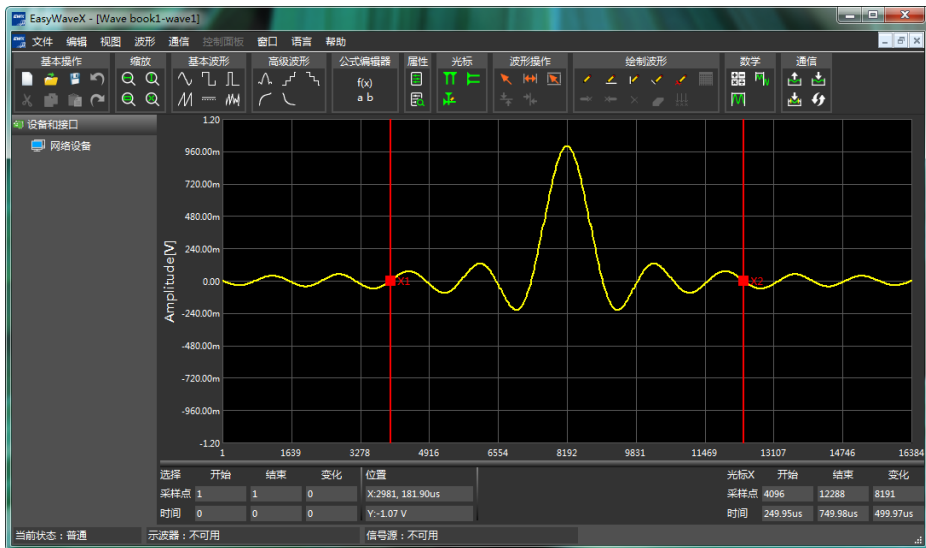 EasyWaveX - [Wave book1-wave1]
文件 编辑 视图 波形 通信 控制面板 窗口 语言 帮助
基本操作 缩放 基本波形 高级波形 公式编辑器 属性 光标 波形操作 绘制波形 数学 通信
f(x)
a b
设备和接口
网络设备
1.20
960.00m
720.00m
480.00m
240.00m
0.00
-240.00m
-480.00m
-720.00m
-960.00m
-1.20
Amplitude[V]
X1 X2
1 1639 3278 4916 6554 8192 9831 11469 13107 14746 16384
选择 开始 结束 变化 位置 光标X 开始 结束 变化
采样点 1 1 0 X:2981, 181.90us 采样点 4096 12288 8191
时间 0 0 0 Y:-1.07 V 时间 249.95us 749.98us 499.97us
当前状态：普通 示波器：不可用 信号源：不可用